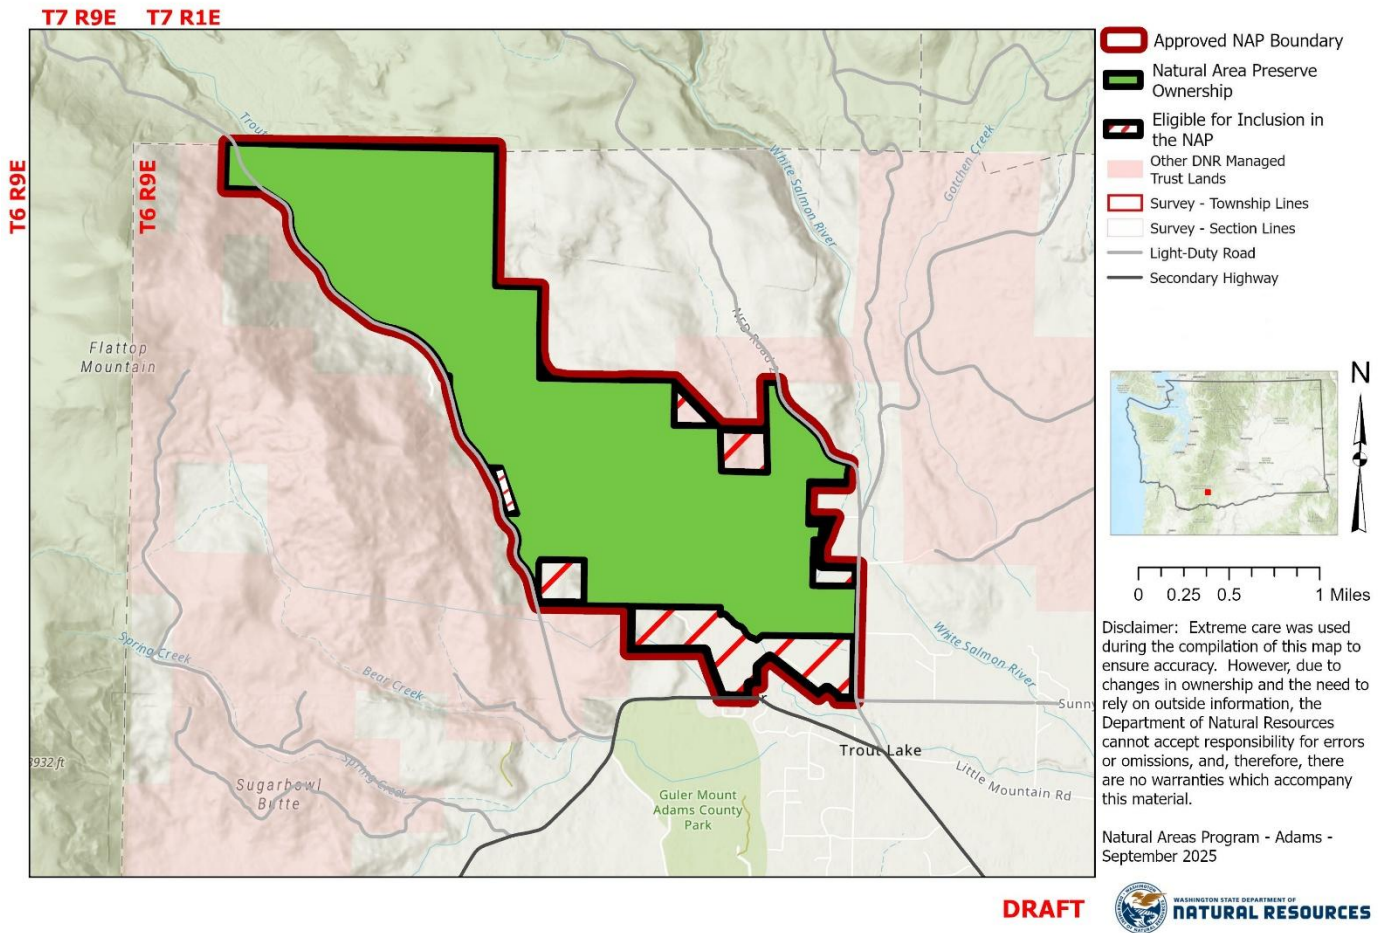 T7 R9E T7 R1E
T6 R9E
T6 R9E
Trout
White Salmon River
Gotchen Creek
NFD Road 2
Flattop
Mountain
Spring Creek
Bear Creek
Spring Creek
Sugarbowl
Butte
3932 ft
White Salmon River
Sunny
Trout Lake
Little Mountain Rd
Guler Mount
Adams County
Park
Approved NAP Boundary
Natural Area Preserve
Ownership
Eligible for Inclusion in
the NAP
Other DNR Managed
Trust Lands
Survey - Township Lines
Survey - Section Lines
Light-Duty Road
Secondary Highway
N
0 0.25 0.5 1 Miles
Disclaimer: Extreme care was used
during the compilation of this map to
ensure accuracy. However, due to
changes in ownership and the need to
rely on outside information, the
Department of Natural Resources
cannot accept responsibility for errors
or omissions, and, therefore, there
are no warranties which accompany
this material.
Natural Areas Program - Adams -
September 2025
DRAFT
WASHINGTON STATE DEPARTMENT OF
NATURAL RESOURCES